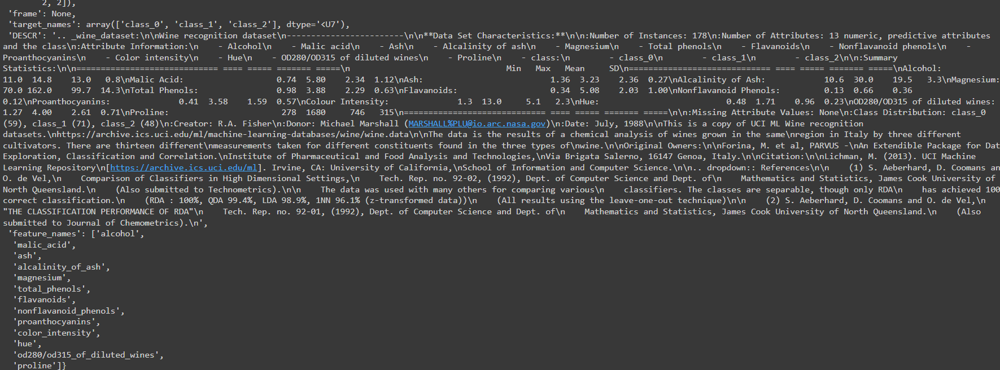 2, 2]),
'frame': None,
'target_names': array(['class_0', 'class_1', 'class_2'], dtype='<U7'),
'DESCR': '.. _wine_dataset:\n\nWine recognition dataset\n------------------------\n\n**Data Set Characteristics:**\n\n:Number of Instances: 178\n:Number of Attributes: 13 numeric, predictive attributes
and the class\n:Attribute Information:\n    - Alcohol\n    - Malic acid\n    - Ash\n    - Alcalinity of ash\n    - Magnesium\n    - Total phenols\n    - Flavanoids\n    - Nonflavanoid phenols\n    -
Proanthocyanins\n    - Color intensity\n    - Hue\n    - OD280/OD315 of diluted wines\n    - Proline\n    - class:\n        - class_0\n        - class_1\n        - class_2\n\n:Summary
Statistics:\n\n============================= ==== ===== ======= =====\n                                Min   Max   Mean     SD\n============================= ==== ===== ======= =====\nAlcohol:
11.0  14.8    13.0   0.8\nMalic Acid:                   0.74  5.80    2.34  1.12\nAsh:                          1.36  3.23    2.36  0.27\nAlcalinity of Ash:            10.6  30.0    19.5   3.3\nMagnesium:
70.0 162.0    99.7  14.3\nTotal Phenols:                0.98  3.88    2.29  0.63\nFlavanoids:                   0.34  5.08    2.03  1.00\nNonflavanoid Phenols:         0.13  0.66    0.36
0.12\nProanthocyanins:              0.41  3.58    1.59  0.57\nColour Intensity:              1.3  13.0     5.1   2.3\nHue:                          0.48  1.71    0.96  0.23\nOD280/OD315 of diluted wines:
1.27  4.00    2.61  0.71\nProline:                       278  1680     746   315\n============================= ==== ===== ======= =====\n\n:Missing Attribute Values: None\n:Class Distribution: class_0
(59), class_1 (71), class_2 (48)\n:Creator: R.A. Fisher\n:Donor: Michael Marshall (MARSHALL%PLU@io.arc.nasa.gov)\n:Date: July, 1988\n\nThis is a copy of UCI ML Wine recognition
datasets.\nhttps://archive.ics.uci.edu/ml/machine-learning-databases/wine/wine.data\n\nThe data is the results of a chemical analysis of wines grown in the same\nregion in Italy by three different
cultivators. There are thirteen different\nmeasurements taken for different constituents found in the three types of\nwine.\n\nOriginal Owners:\n\nForina, M. et al, PARVUS -\nAn Extendible Package for Dat
Exploration, Classification and Correlation.\nInstitute of Pharmaceutical and Food Analysis and Technologies,\nVia Brigata Salerno, 16147 Genoa, Italy.\n\nCitation:\n\nLichman, M. (2013). UCI Machine
Learning Repository\n[https://archive.ics.uci.edu/ml]. Irvine, CA: University of California,\nSchool of Information and Computer Science.\n\n.. dropdown:: References\n\n    (1) S. Aeberhard, D. Coomans an
O. de Vel,\n    Comparison of Classifiers in High Dimensional Settings,\n    Tech. Rep. no. 92-02, (1992), Dept. of Computer Science and Dept. of\n    Mathematics and Statistics, James Cook University of
North Queensland.\n    (Also submitted to Technometrics).\n\n    The data was used with many others for comparing various\n    classifiers. The classes are separable, though only RDA\n    has achieved 100
correct classification.\n    (RDA : 100%, QDA 99.4%, LDA 98.9%, 1NN 96.1% (z-transformed data))\n    (All results using the leave-one-out technique)\n\n    (2) S. Aeberhard, D. Coomans and O. de Vel,\n
"THE CLASSIFICATION PERFORMANCE OF RDA"\n    Tech. Rep. no. 92-01, (1992), Dept. of Computer Science and Dept. of\n    Mathematics and Statistics, James Cook University of North Queensland.\n    (Also
submitted to Journal of Chemometrics).\n',
'feature_names': ['alcohol',
'malic_acid',
'ash',
'alcalinity_of_ash',
'magnesium',
'total_phenols',
'flavanoids',
'nonflavanoid_phenols',
'proanthocyanins',
'color_intensity',
'hue',
'od280/od315_of_diluted_wines',
'proline']}